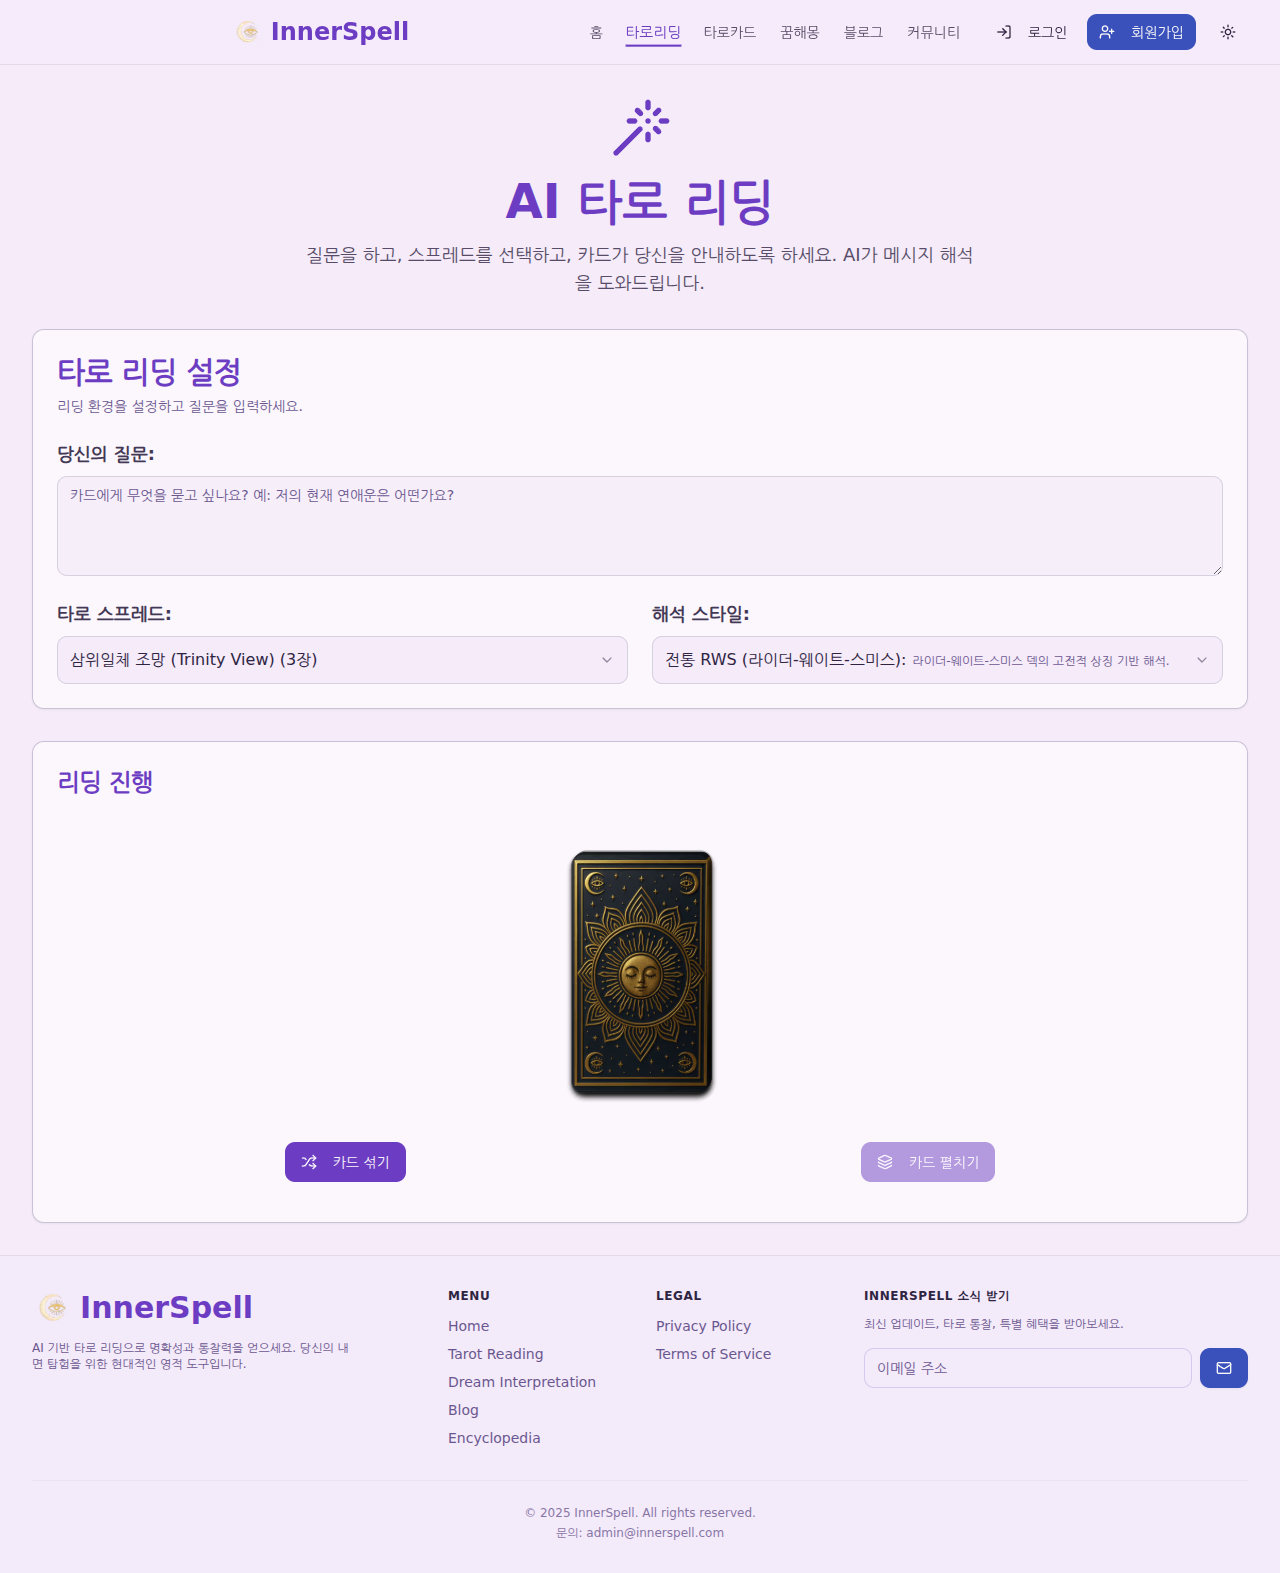 InnerSpell
홈
타로리딩
타로카드
꿈해몽
블로그
커뮤니티
로그인
회원가입
AI 타로 리딩
질문을 하고, 스프레드를 선택하고, 카드가 당신을 안내하도록 하세요. AI가 메시지 해석
을 도와드립니다.
타로 리딩 설정
리딩 환경을 설정하고 질문을 입력하세요.
당신의 질문:
카드에게 무엇을 묻고 싶나요? 예: 저의 현재 연애운은 어떤가요?
타로 스프레드:
삼위일체 조망 (Trinity View) (3장)
해석 스타일:
전통 RWS (라이더-웨이트-스미스): 라이더-웨이트-스미스 덱의 고전적 상징 기반 해석.
리딩 진행
카드 섞기
카드 펼치기
InnerSpell
AI 기반 타로 리딩으로 명확성과 통찰력을 얻으세요. 당신의 내
면 탐험을 위한 현대적인 영적 도구입니다.
MENU
Home
Tarot Reading
Dream Interpretation
Blog
Encyclopedia
LEGAL
Privacy Policy
Terms of Service
INNERSPELL 소식 받기
최신 업데이트, 타로 통찰, 특별 혜택을 받아보세요.
이메일 주소
© 2025 InnerSpell. All rights reserved.
문의: admin@innerspell.com